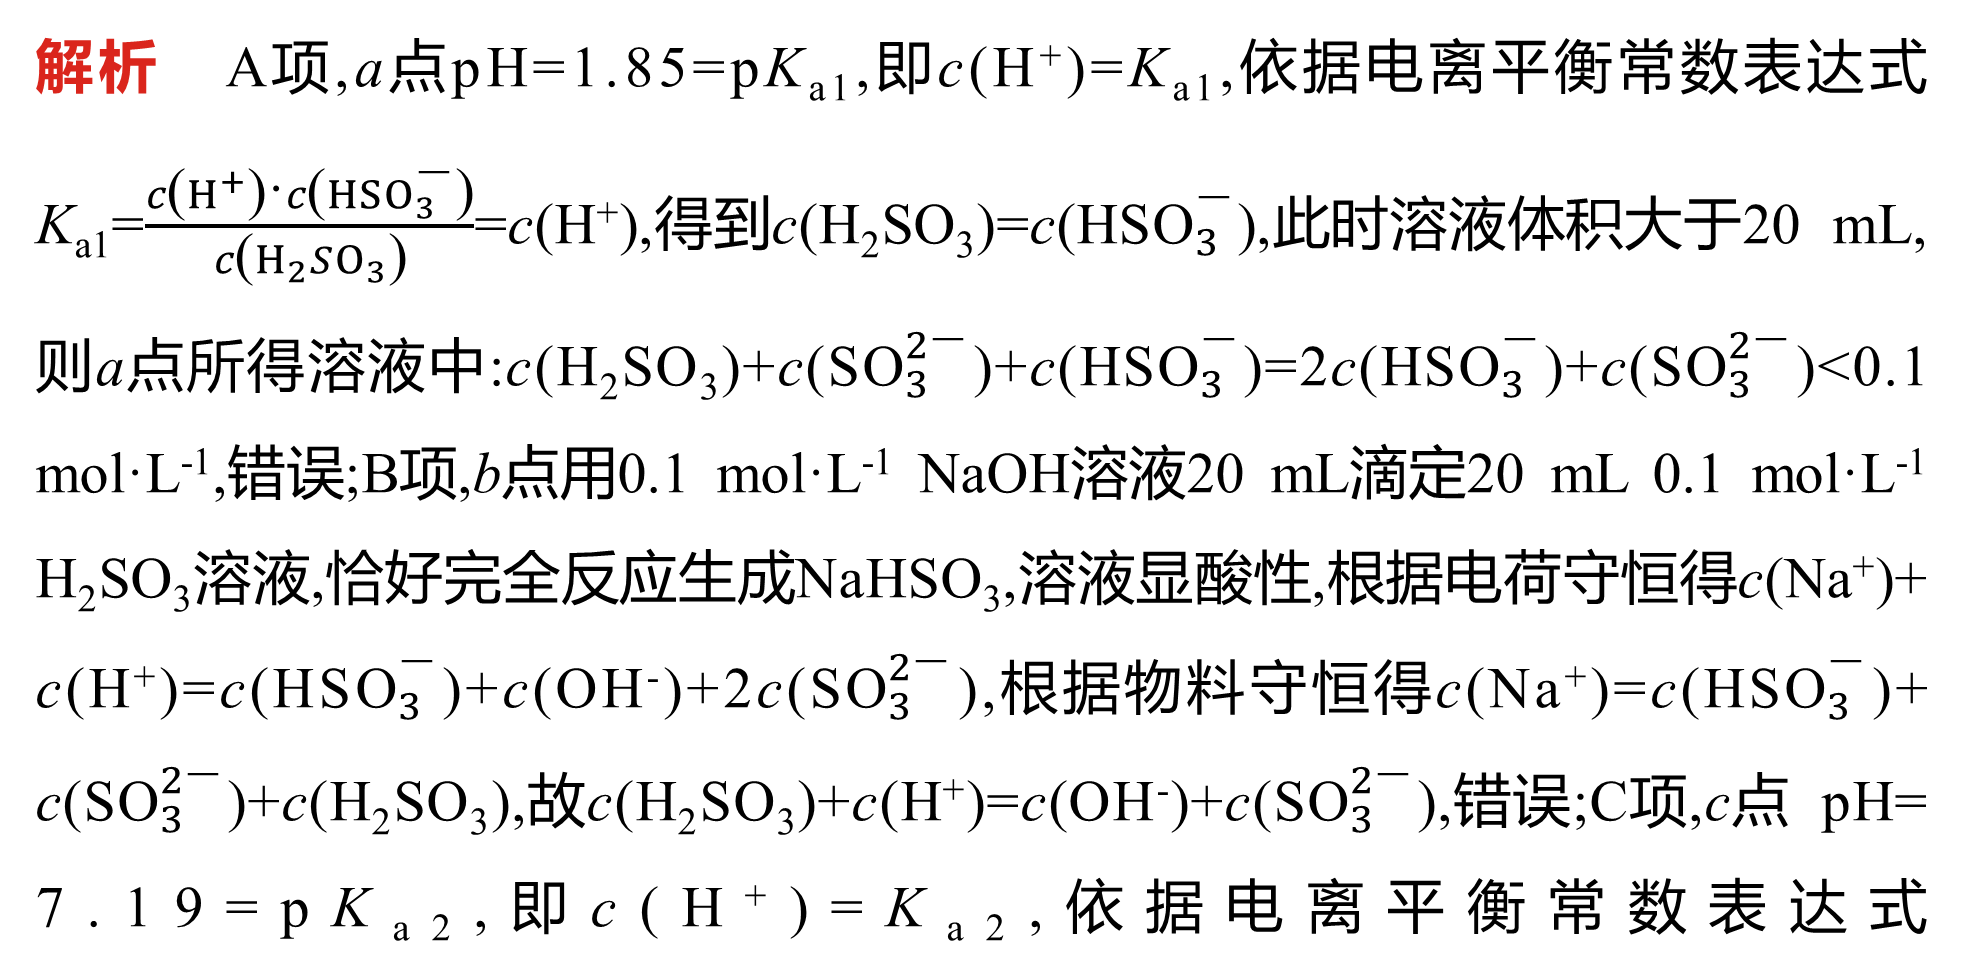 解析 A项,a点pH=1.85=pKa1,即c(H⁺)=Ka1,依据电离平衡常数表达式
Ka1=c(H⁺)·c(HSO₃⁻)/c(H₂SO₃)=c(H⁺),得到c(H₂SO₃)=c(HSO₃⁻),此时溶液体积大于20 mL,
则a点所得溶液中:c(H₂SO₃)+c(SO₃²⁻)+c(HSO₃⁻)=2c(HSO₃⁻)+c(SO₃²⁻)<0.1
mol·L⁻¹,错误;B项,b点用0.1 mol·L⁻¹ NaOH溶液20 mL滴定20 mL 0.1 mol·L⁻¹
H₂SO₃溶液,恰好完全反应生成NaHSO₃,溶液显酸性,根据电荷守恒得c(Na⁺)+
c(H⁺)=c(HSO₃⁻)+c(OH⁻)+2c(SO₃²⁻),根据物料守恒得c(Na⁺)=c(HSO₃⁻)+
c(SO₃²⁻)+c(H₂SO₃),故c(H₂SO₃)+c(H⁺)=c(OH⁻)+c(SO₃²⁻),错误;C项,c点 pH=
7.19=pKa2,即c(H⁺)=Ka2,依据电离平衡常数表达式